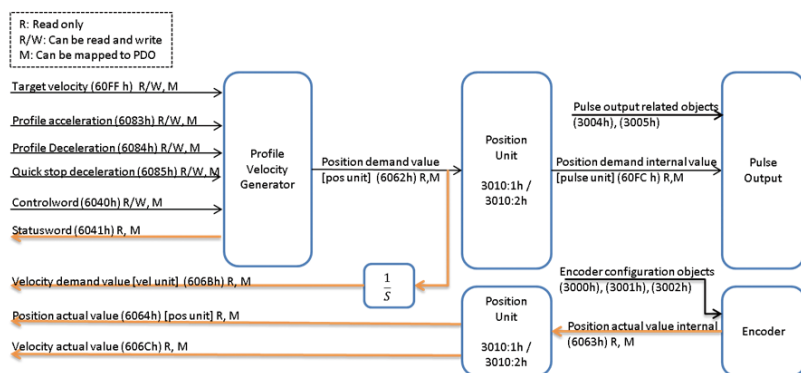 R: Read only
R/W: Can be read and write
M: Can be mapped to PDO
Target velocity (60FF h) R/W, M
Profile acceleration (6083h) R/W, M
Profile Deceleration (6084h) R/W, M
Quick stop deceleration (6085h) R/W, M
Controlword (6040h) R/W, M
Statusword (6041h) R, M
Profile
Velocity
Generator
Position demand value
[pos unit] (6062h) R,M
Position
Unit
3010:1h /
3010:2h
Pulse output related objects
(3004h), (3005h)
Position demand internal value
[pulse unit] (60FC h) R,M
Pulse
Output
Velocity demand value [vel unit] (606Bh) R, M
1
S
Position actual value (6064h) [pos unit] R, M
Velocity actual value (606Ch) R, M
Position
Unit
3010:1h /
3010:2h
Encoder configuration objects
(3000h), (3001h), (3002h)
Position actual value internal
(6063h) R, M
Encoder